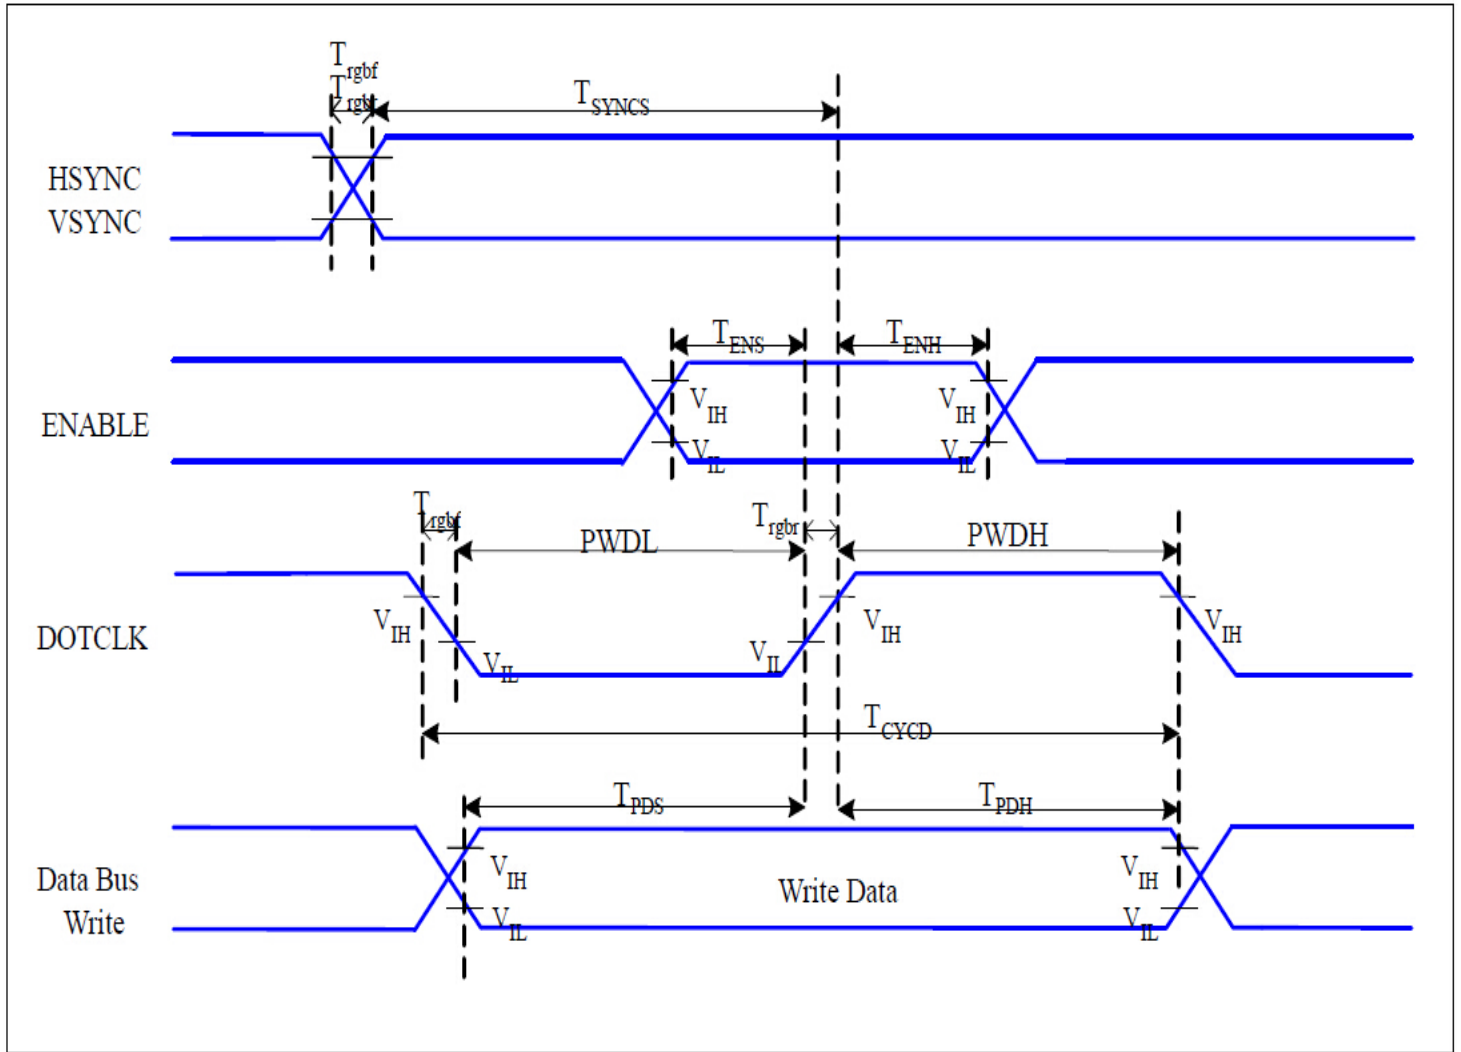 Trgbf
Trgbr
TSYNCS
HSYNC
VSYNC
TENS
TENH
VIH
VIH
ENABLE
VIL
VIL
Trgbf
PWDL
Trgbr
PWDH
VIH
VIH
VIH
DOTCLK
VIL
VIL
TCYCD
TPDS
TPDH
VIH
VIH
Data Bus
Write
Write Data
VIL
VIL